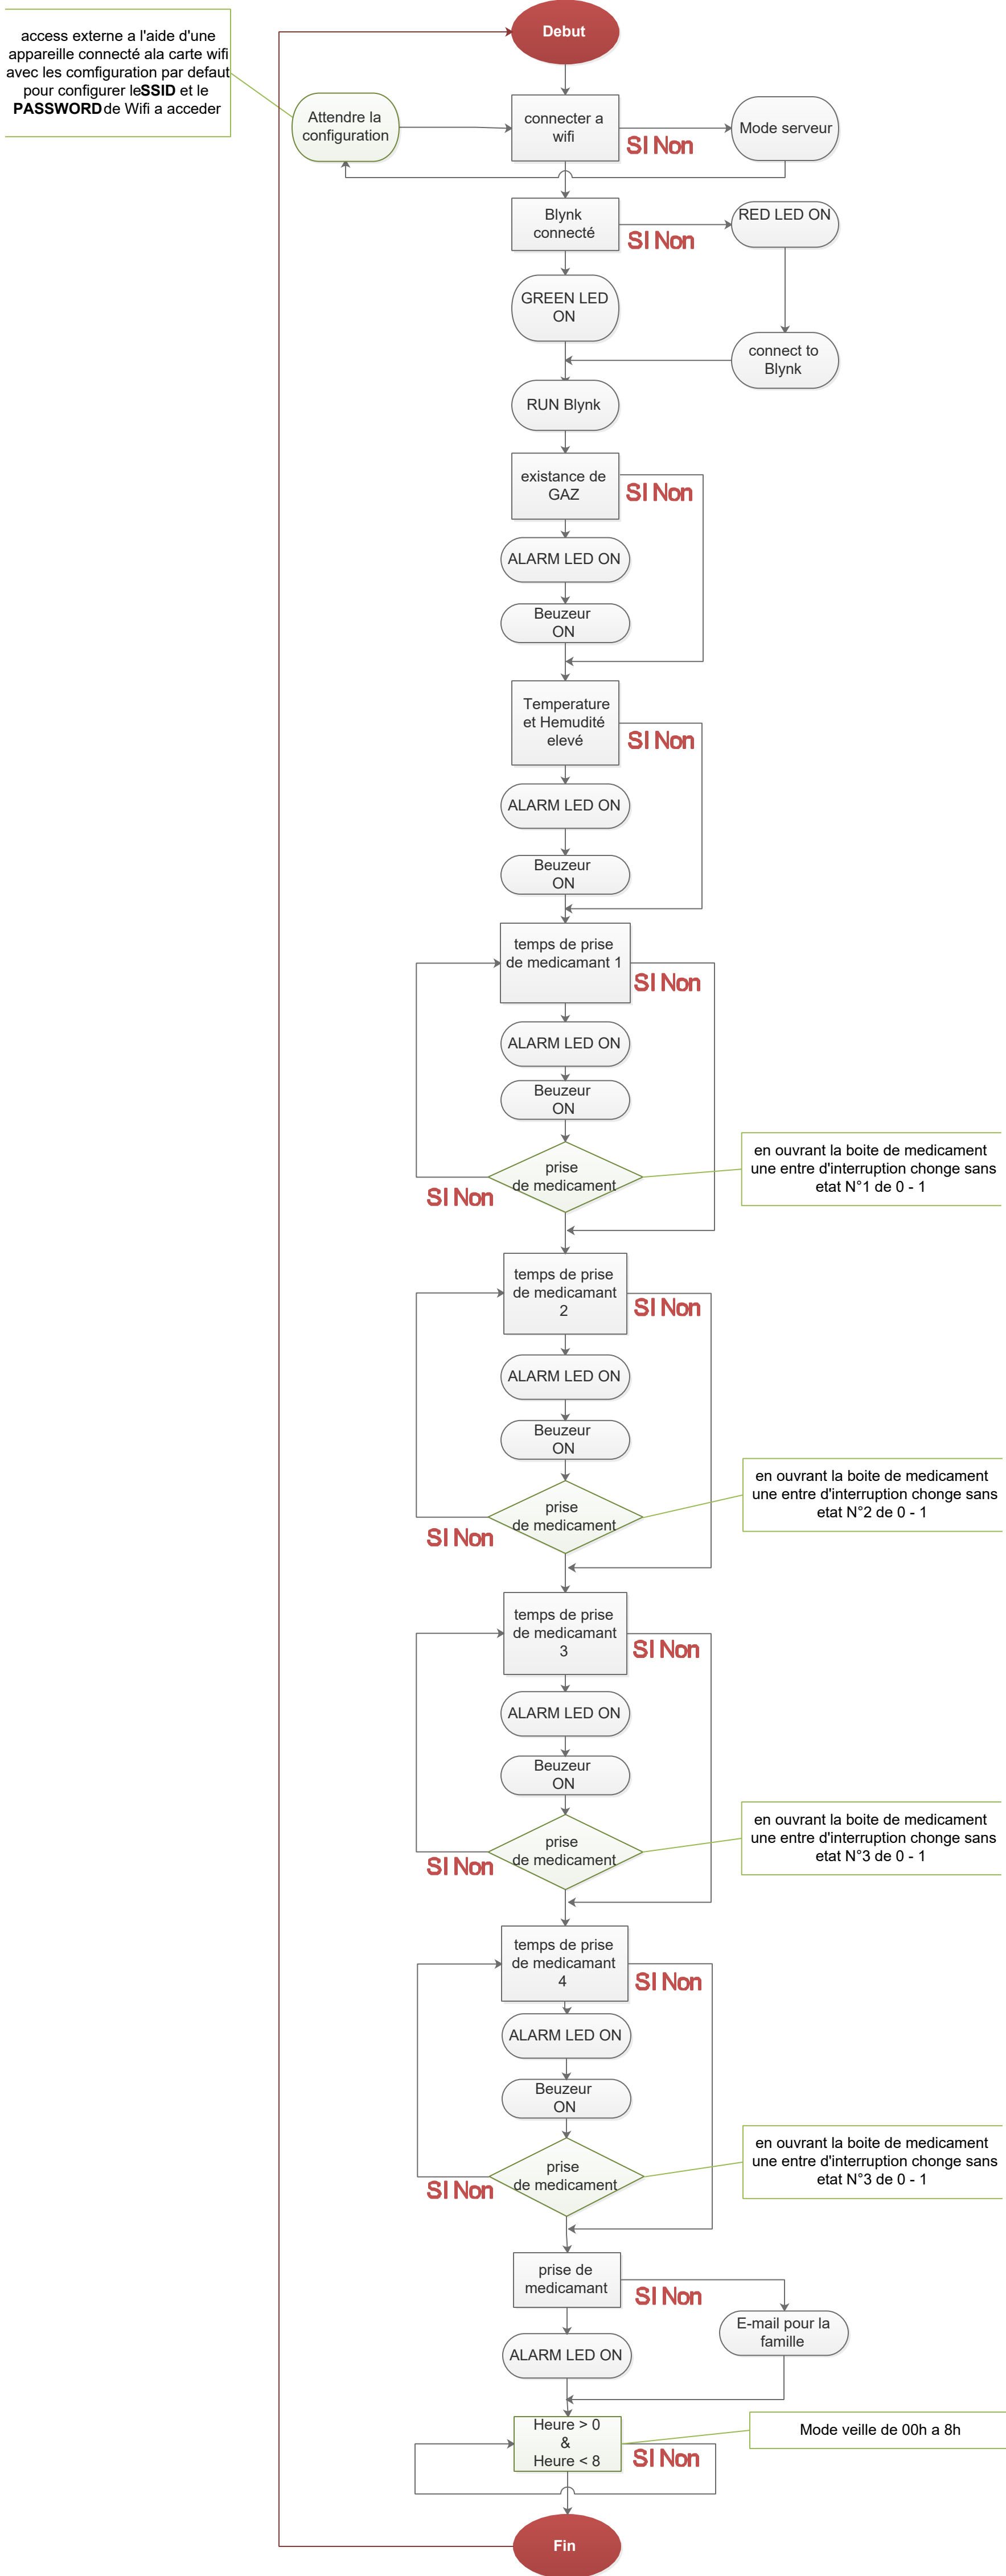 access externe a l'aide d'une
appareille connecté ala carte wifi
avec les comfiguration par defaut
pour configurer leSSID et le
PASSWORD de Wifi a acceder
Debut
Attendre la
configuration
connecter a
wifi
SI Non
Mode serveur
Blynk
connecté
SI Non
RED LED ON
GREEN LED
ON
connect to
Blynk
RUN Blynk
existance de
GAZ
SI Non
ALARM LED ON
Beuzeur
ON
Temperature
et Hemudité
elevé
SI Non
ALARM LED ON
Beuzeur
ON
temps de prise
de medicamant 1
SI Non
ALARM LED ON
Beuzeur
ON
prise
de medicament
SI Non
en ouvrant la boite de medicament
une entre d'interruption chonge sans
etat N°1 de 0 - 1
temps de prise
de medicamant
2
SI Non
ALARM LED ON
Beuzeur
ON
prise
de medicament
SI Non
en ouvrant la boite de medicament
une entre d'interruption chonge sans
etat N°2 de 0 - 1
temps de prise
de medicamant
3
SI Non
ALARM LED ON
Beuzeur
ON
prise
de medicament
SI Non
en ouvrant la boite de medicament
une entre d'interruption chonge sans
etat N°3 de 0 - 1
temps de prise
de medicamant
4
SI Non
ALARM LED ON
Beuzeur
ON
prise
de medicament
SI Non
en ouvrant la boite de medicament
une entre d'interruption chonge sans
etat N°3 de 0 - 1
prise de
medicamant
SI Non
E-mail pour la
famille
ALARM LED ON
Heure > 0
&
Heure < 8
SI Non
Mode veille de 00h a 8h
Fin